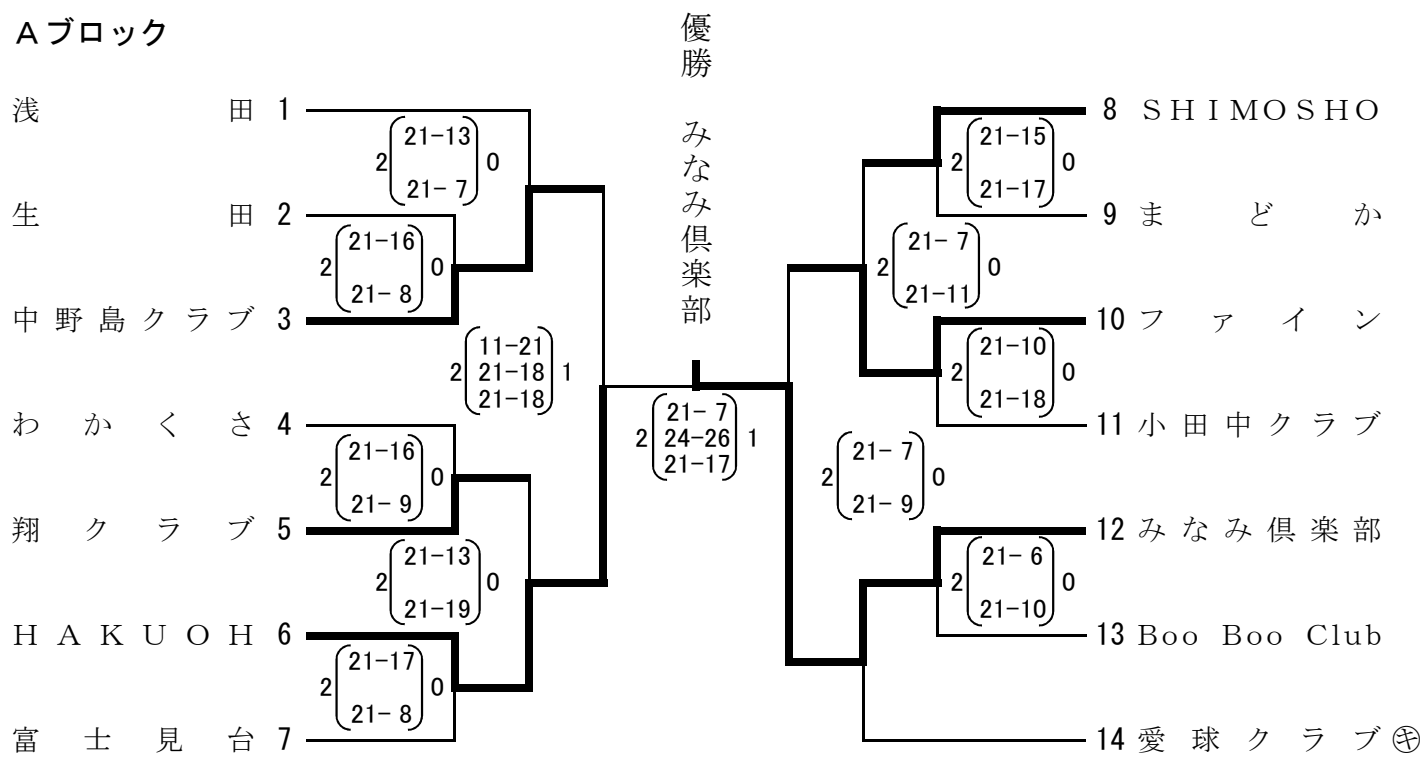 Aブロック
優勝 みなみ倶楽部
浅田 1
21-13
2 0
21- 7
生田 2
21-16
2 0
21- 8
中野島クラブ 3
11-21
2 21-18 1
21-18
わかくさ 4
21-16
2 0
21- 9
翔クラブ 5
21-13
2 0
21-19
HAKUOH 6
21-17
2 0
21- 8
富士見台 7
21- 7
2 24-26 1
21-17
8 SHIMOSHO
21-15
2 0
21-17
9 まどか
21- 7
2 0
21-11
10 ファイン
21-10
2 0
21-18
11 小田中クラブ
21- 7
2 0
21- 9
12 みなみ倶楽部
21- 6
2 0
21-10
13 Boo Boo Club
14 愛球クラブ㋖